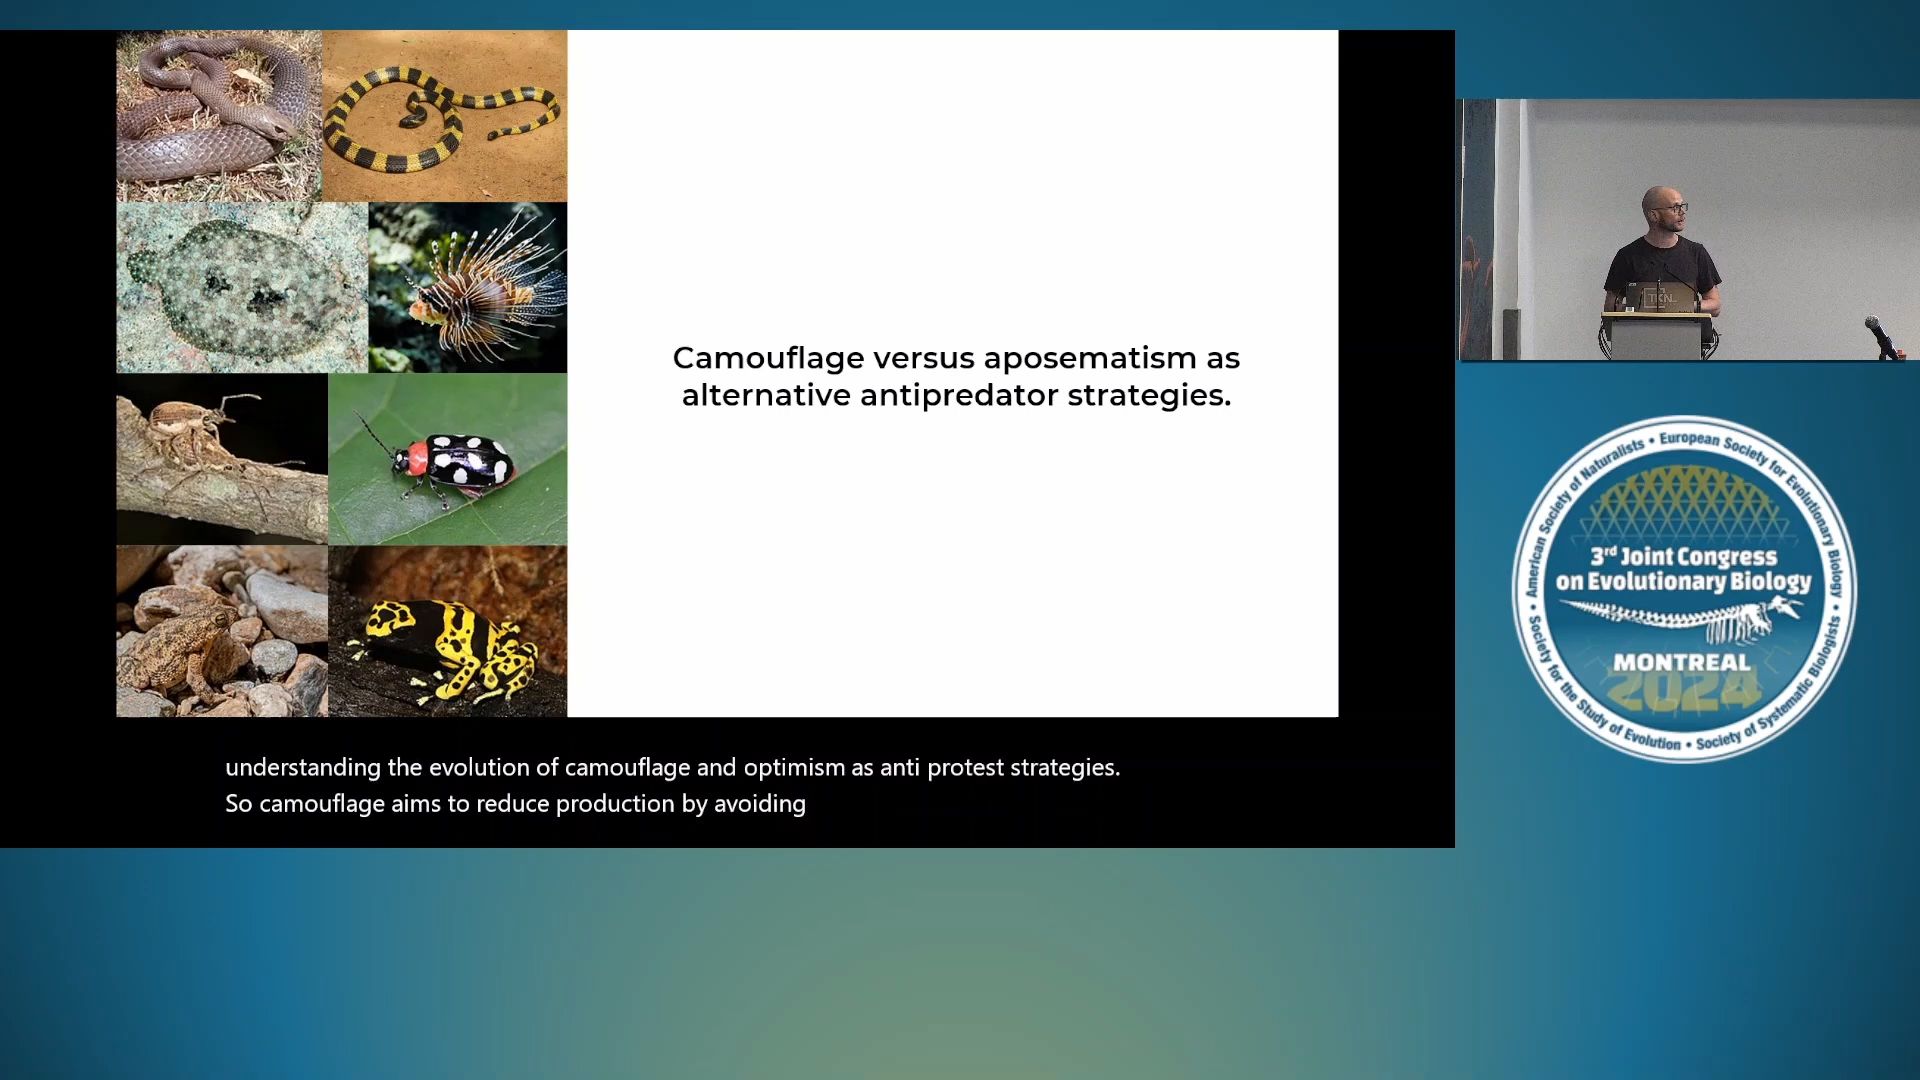 Camouflage versus aposematism as
alternative antipredator strategies.
understanding the evolution of camouflage and optimism as anti protest strategies.
So camouflage aims to reduce production by avoiding
TKNL
American Society of Naturalists • European Society for Evolutionary Biology •
3rd Joint Congress
on Evolutionary Biology
MONTREAL
2024
Society for the Study of Evolution • Society of Systematic Biologists •